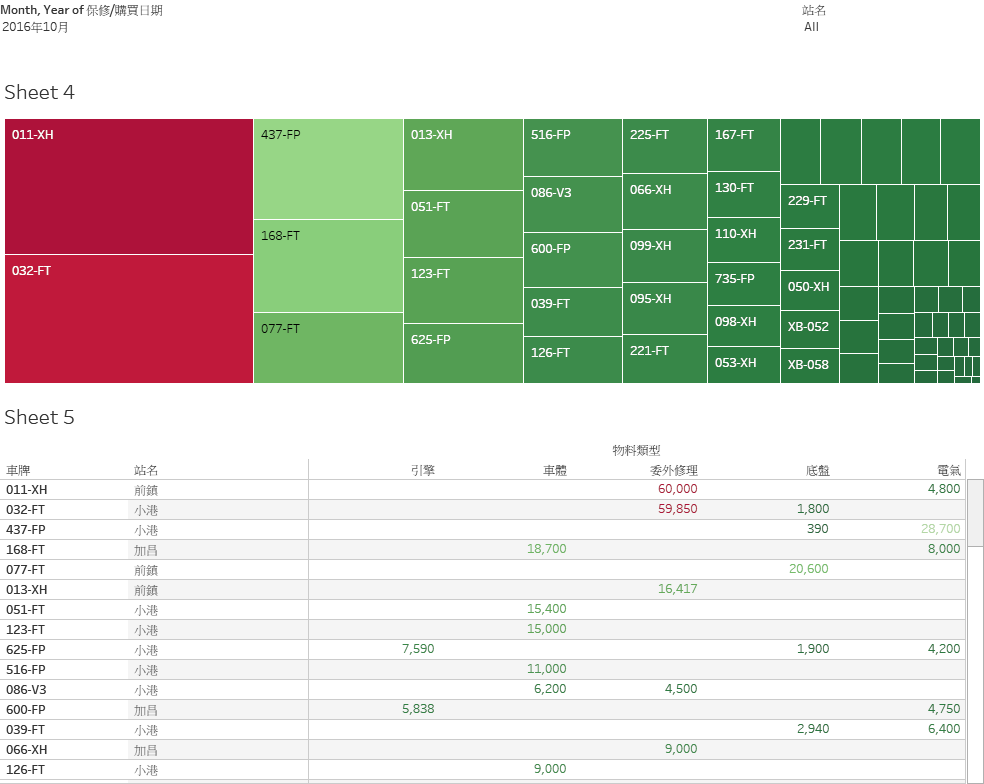 Month, Year of 保修/購買日期
2016年10月
站名
All
Sheet 4
011-XH
032-FT
437-FP
168-FT
077-FT
013-XH
051-FT
123-FT
625-FP
516-FP
086-V3
600-FP
039-FT
126-FT
225-FT
066-XH
099-XH
095-XH
221-FT
167-FT
130-FT
110-XH
735-FP
098-XH
053-XH
229-FT
231-FT
050-XH
XB-052
XB-058
Sheet 5
物料類型
車牌 站名 引擎 車體 委外修理 底盤 電氣
011-XH 前鎮 60,000 4,800
032-FT 小港 59,850 1,800
437-FP 小港 390 28,700
168-FT 加昌 18,700 8,000
077-FT 前鎮 20,600
013-XH 前鎮 16,417
051-FT 小港 15,400
123-FT 小港 15,000
625-FP 小港 7,590 1,900 4,200
516-FP 小港 11,000
086-V3 小港 6,200 4,500
600-FP 加昌 5,838 4,750
039-FT 小港 2,940 6,400
066-XH 加昌 9,000
126-FT 小港 9,000